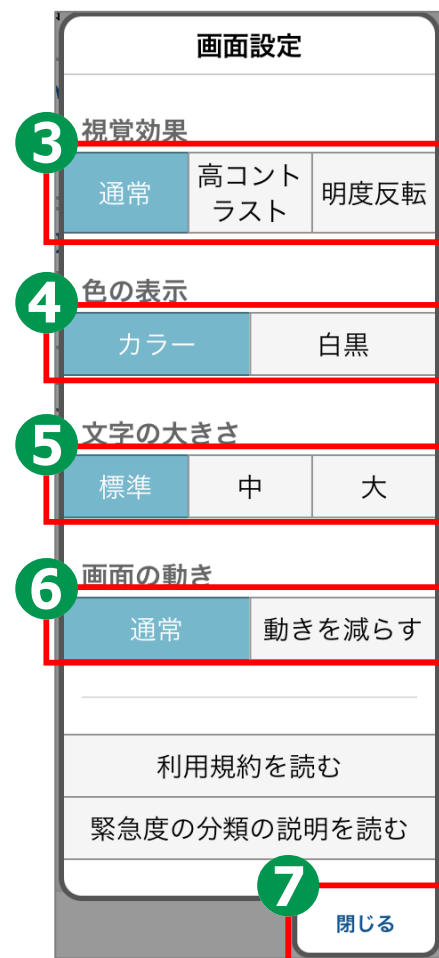 画面設定
3
視覚効果
通常
高コント
ラスト
明度反転
4
色の表示
カラー
白黒
5
文字の大きさ
標準
中
大
6
画面の動き
通常
動きを減らす
利用規約を読む
緊急度の分類の説明を読む
7
閉じる